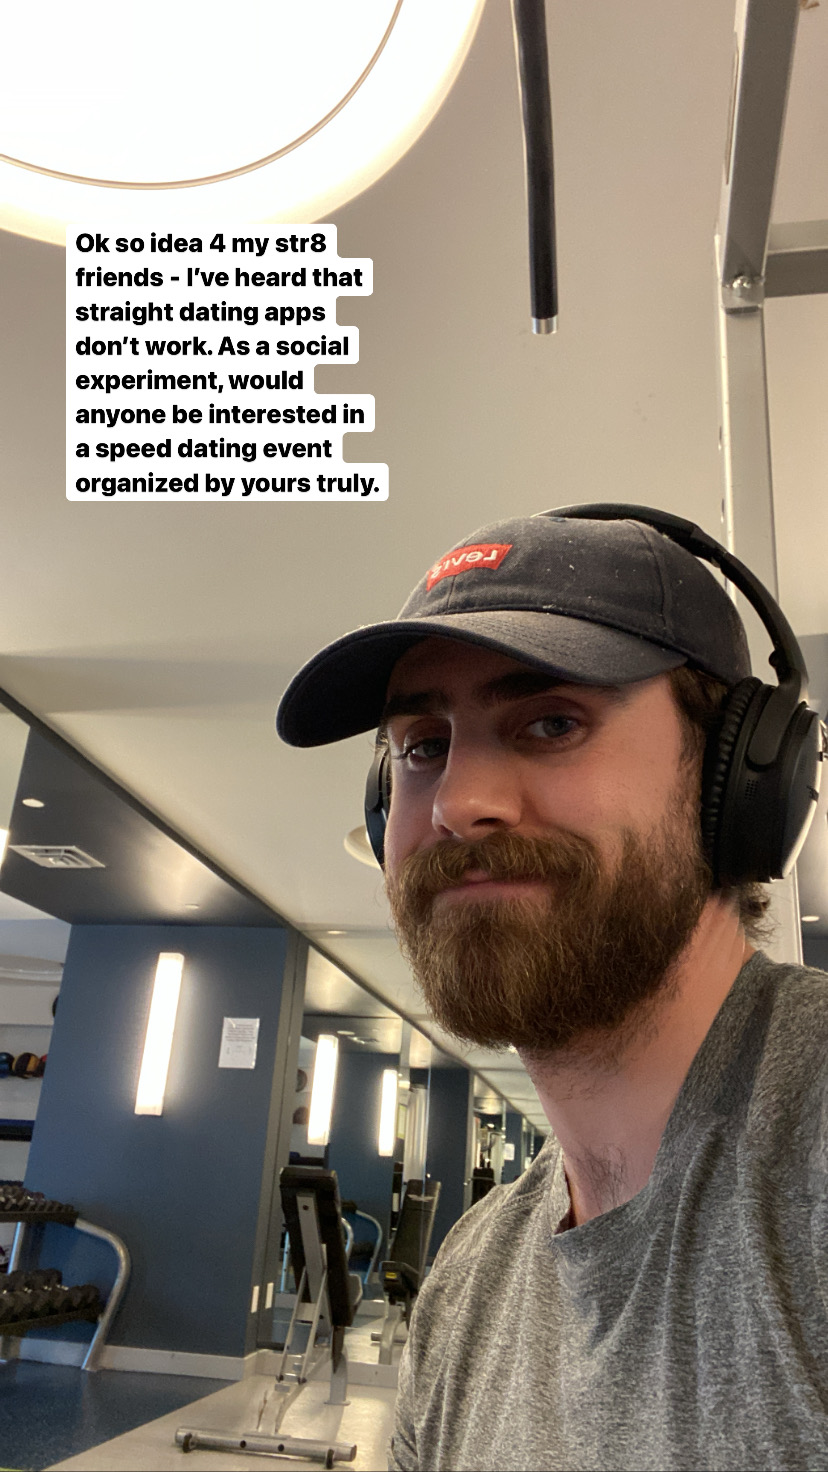 Ok so idea 4 my str8
friends - I’ve heard that
straight dating apps
don’t work. As a social
experiment, would
anyone be interested in
a speed dating event
organized by yours truly.
Levi's